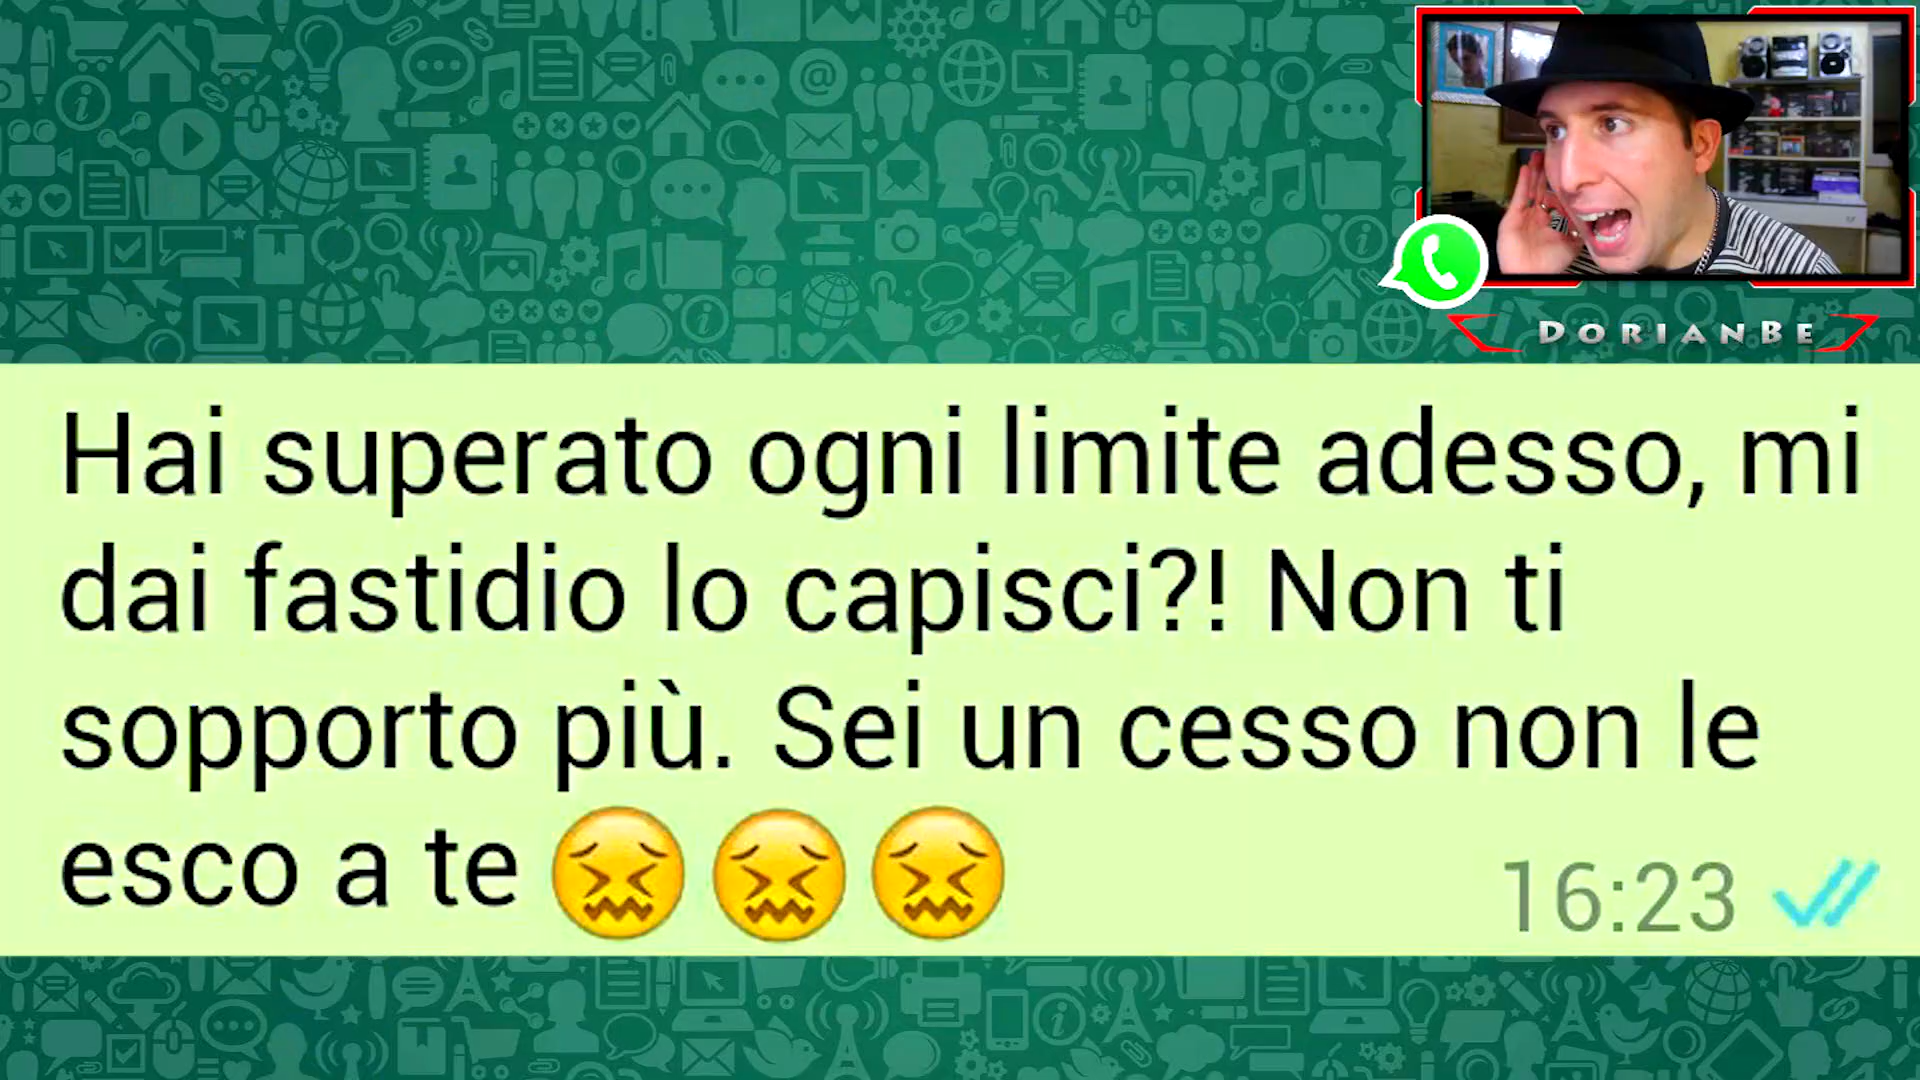 DORIANBE
Hai superato ogni limite adesso, mi
dai fastidio lo capisci?! Non ti
sopporto più. Sei un cesso non le
esco a te 😖😖😖
16:23